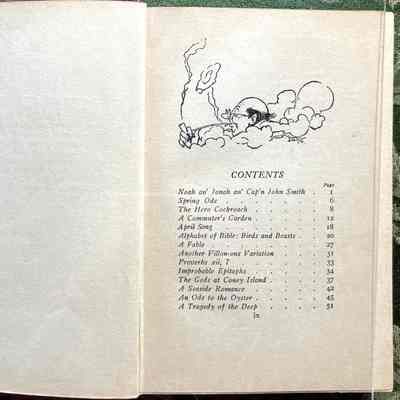 CONTENTS
Page
Noah an' Jonah an' Cap'n John Smith . 1
Spring Ode . . . . . 6
The Hero Cockroach . . . . 8
A Commuter's Garden . . . . 12
April Song . . . . . 18
Alphabet of Bible: Birds and Beasts . . 20
A Fable . . . . . 27
Another Villon-ous Variation . . . 31
Proverbs xii, 7 . . . . . 33
Improbable Epitaphs . . . . 34
The Gods at Coney Island . . . 37
A Seaside Romance . . . . 42
An Ode to the Oyster . . . . 45
A Tragedy of the Deep . . . . 51